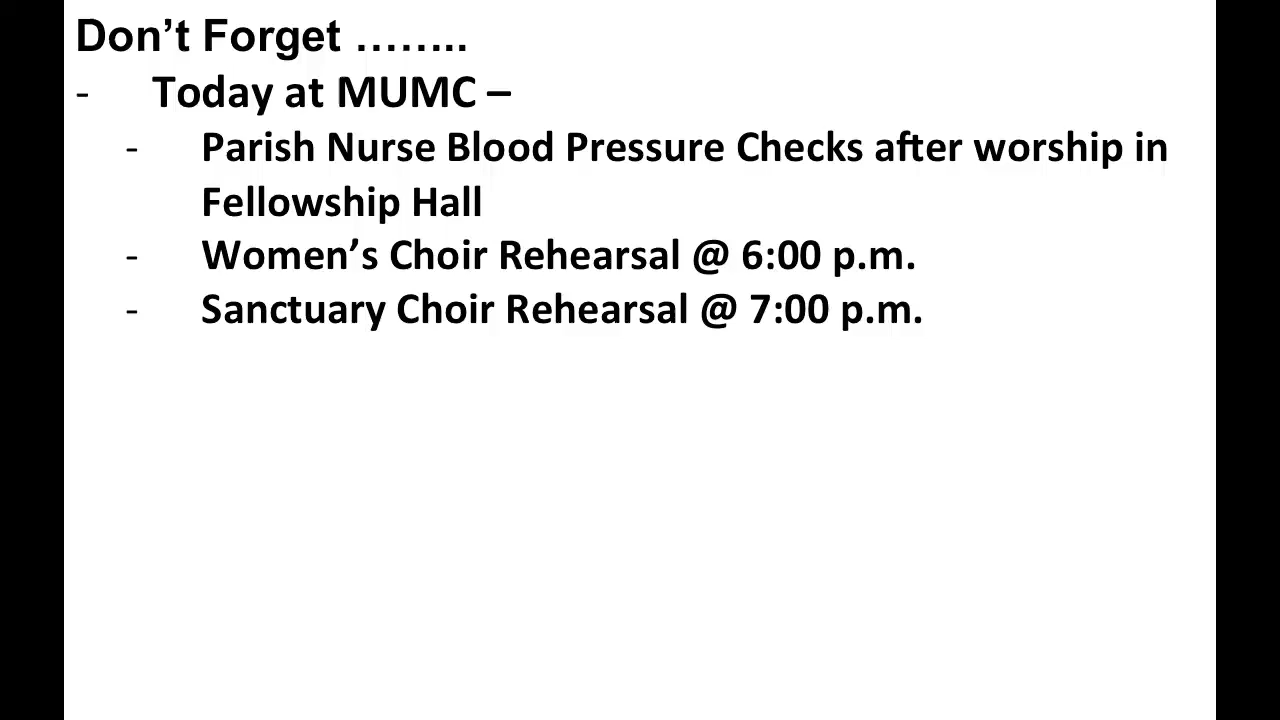 Don’t Forget ……..
- Today at MUMC –
- Parish Nurse Blood Pressure Checks after worship in
Fellowship Hall
- Women’s Choir Rehearsal @ 6:00 p.m.
- Sanctuary Choir Rehearsal @ 7:00 p.m.